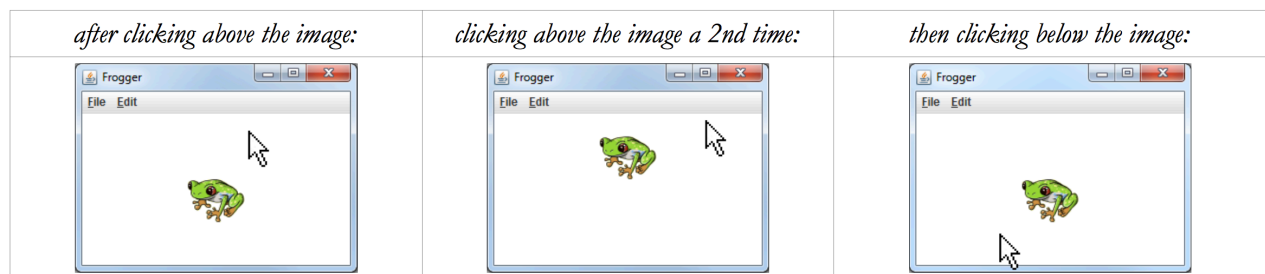 after clicking above the image:
clicking above the image a 2nd time:
then clicking below the image:
Frogger
File Edit
Frogger
File Edit
Frogger
File Edit